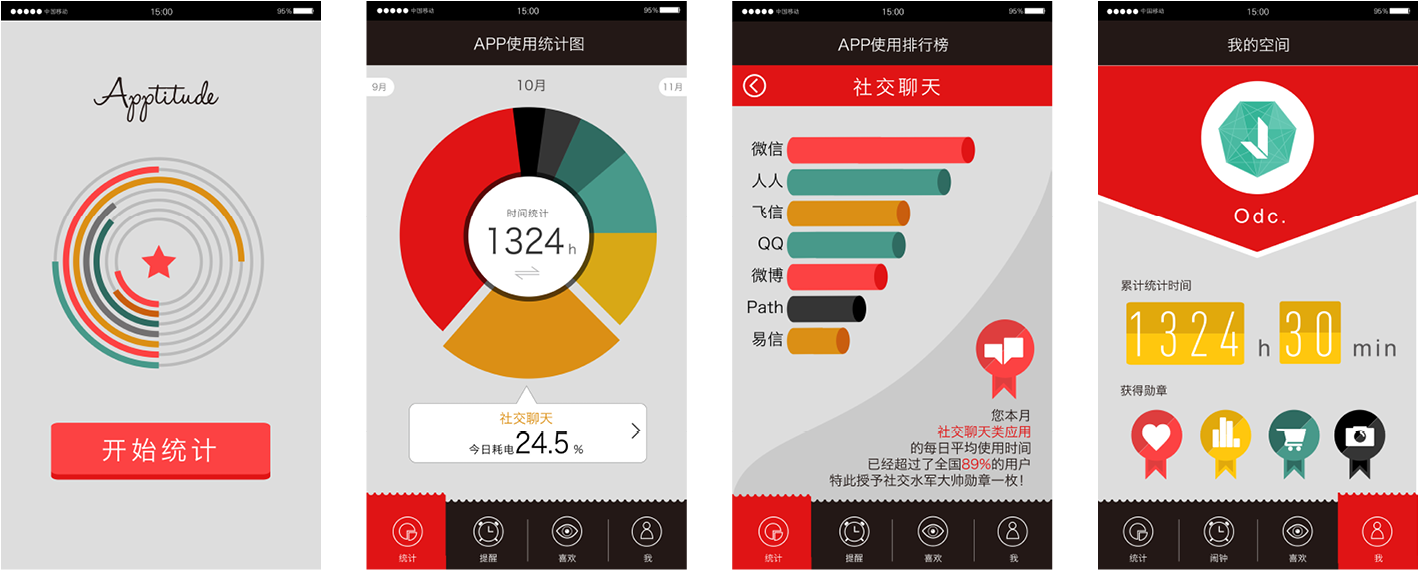 中国移动 15:00 95%
Apptitude
开始统计
中国移动 15:00 95%
APP使用统计图
9月 10月 11月
时间统计
1324h
社交聊天
今日耗电24.5%
统计 提醒 喜欢 我
中国移动 15:00 95%
APP使用排行榜
社交聊天
微信
人人
飞信
QQ
微博
Path
易信
您本月
社交聊天类应用
的每日平均使用时间
已经超过了全国89%的用户
特此授予社交水军大师勋章一枚!
统计 提醒 喜欢 我
中国移动 15:00 95%
我的空间
Odc.
累计统计时间
1324 h 30 min
获得勋章
统计 闹钟 喜欢 我